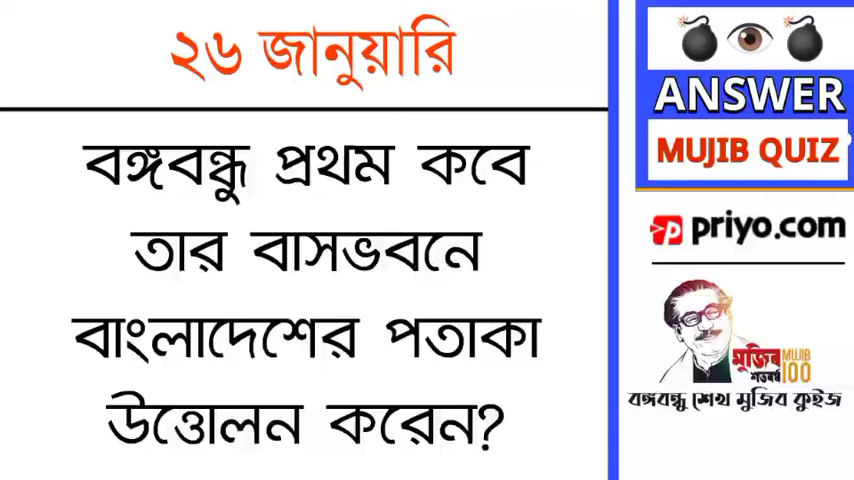 ২৬ জানুয়ারি
বঙ্গবন্ধু প্রথম কবে
তার বাসভবনে
বাংলাদেশের পতাকা
উত্তোলন করেন?
ANSWER
MUJIB QUIZ
priyo.com
মুজিব
শতবর্ষ
MUJIB
100
বঙ্গবন্ধু শেখ মুজিব কুইজ